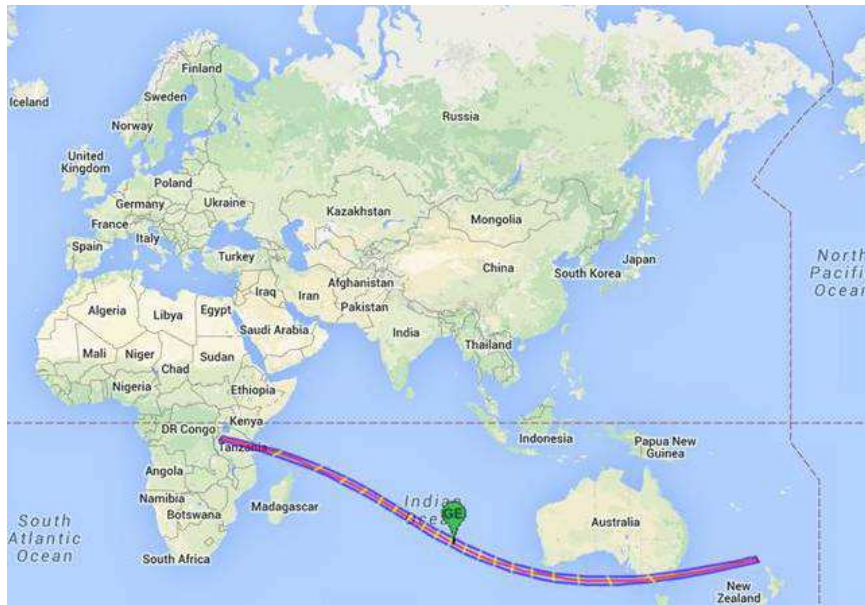 Iceland
Finland
Sweden
Norway
Russia
United
Kingdom
Poland
Germany
Ukraine
France
Kazakhstan
Mongolia
Italy
Spain
Turkey
Japan
South Korea
China
North
Pacific
Ocean
Afghanistan
Iraq
Iran
Pakistan
Algeria
Libya
Egypt
Saudi Arabia
India
Thailand
Mali
Niger
Sudan
Chad
Nigeria
Ethiopia
Kenya
DR Congo
Tanzania
Indonesia
Papua New
Guinea
Angola
Namibia
Botswana
Madagascar
Indian
Ocean
GE
Australia
South
Atlantic
Ocean
South Africa
New
Zealand